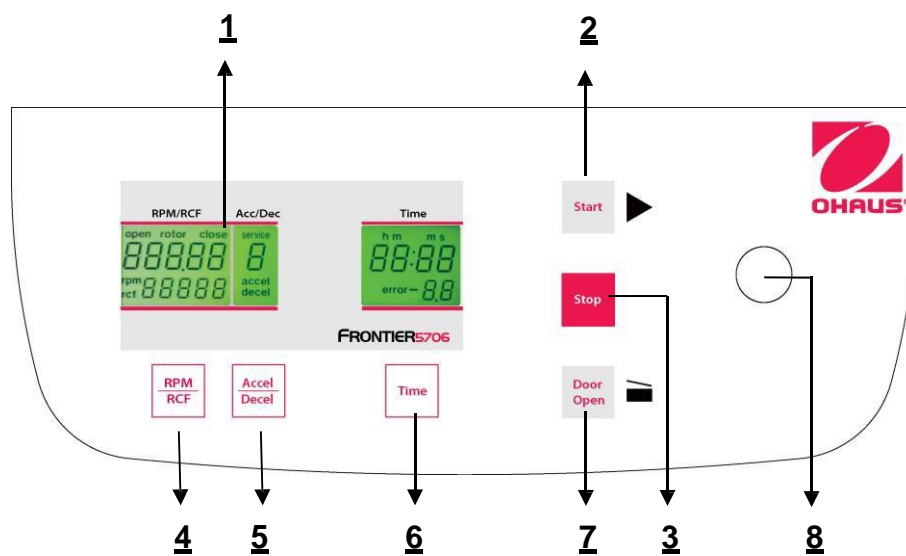 1
2
RPM/RCF Acc/Dec Time
open rotor close service h m m s
888.88 8 88:88
rpm rcf 88888 accel decel error - 8.8
FRONTIER5706
Start
Stop
Door
Open
OHAUS®
RPM
RCF
Accel
Decel
Time
4
5
6
7
3
8